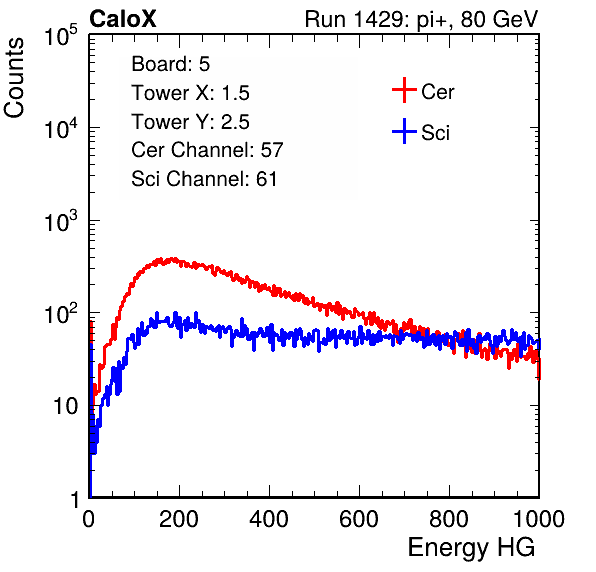 CaloX Run 1429: pi+, 80 GeV
Counts
10^5
10^4
10^3
10^2
10
1
Board: 5
Tower X: 1.5
Tower Y: 2.5
Cer Channel: 57
Sci Channel: 61
Cer
Sci
0 200 400 600 800 1000
Energy HG